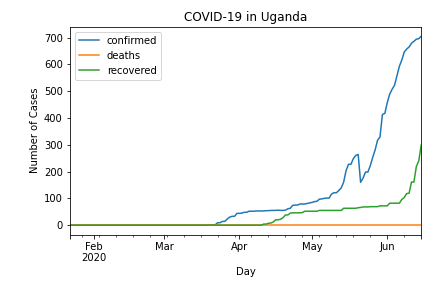 COVID-19 in Uganda
confirmed
deaths
recovered
Number of Cases
700
600
500
400
300
200
100
0
Feb Mar Apr May Jun
2020
Day